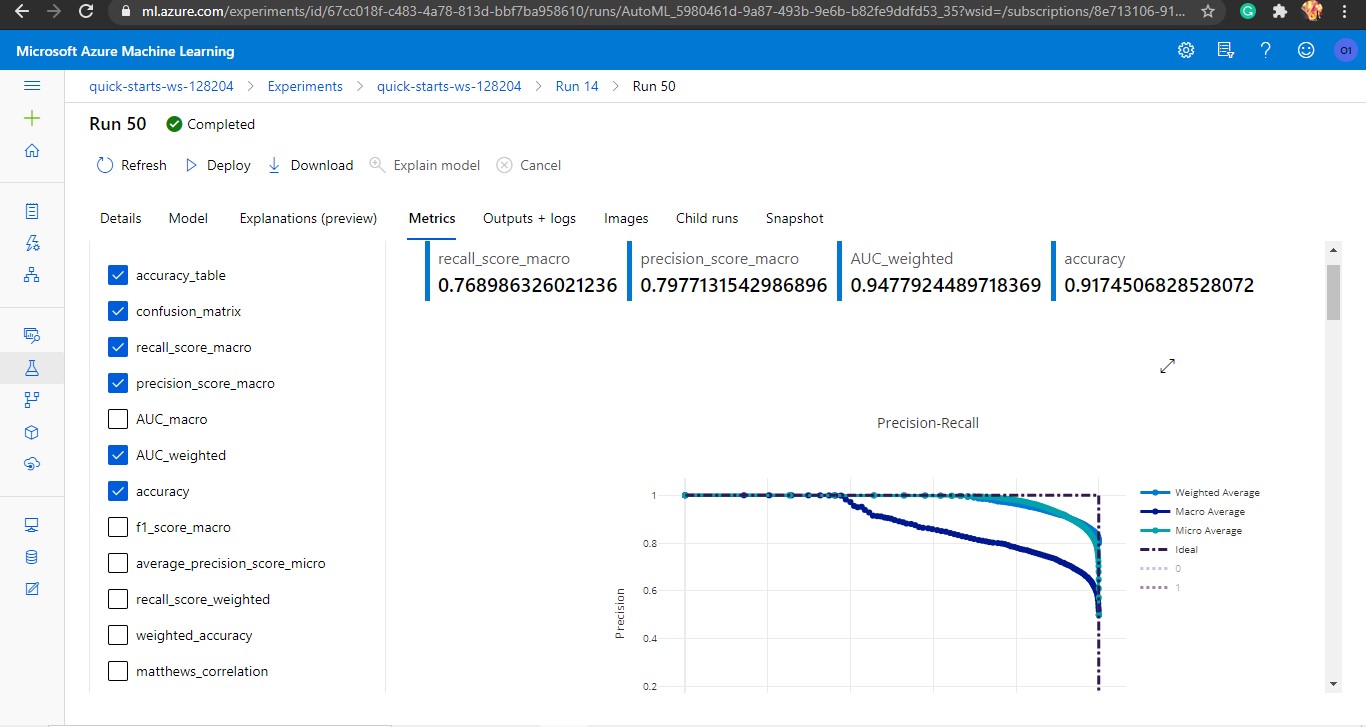 ml.azure.com/experiments/id/67cc018f-c483-4a78-813d-bbf7ba958610/runs/AutoML_5980461d-9a87-493b-9e6b-b82fe9ddfd53_35?wsid=/subscriptions/8e713106-91...
Microsoft Azure Machine Learning
O1
quick-starts-ws-128204 > Experiments > quick-starts-ws-128204 > Run 14 > Run 50
Run 50 Completed
Refresh Deploy Download Explain model Cancel
Details Model Explanations (preview) Metrics Outputs + logs Images Child runs Snapshot
accuracy_table
confusion_matrix
recall_score_macro
precision_score_macro
AUC_macro
AUC_weighted
accuracy
f1_score_macro
average_precision_score_micro
recall_score_weighted
weighted_accuracy
matthews_correlation
recall_score_macro
0.768986326021236
precision_score_macro
0.7977131542986896
AUC_weighted
0.9477924489718369
accuracy
0.9174506828528072
Precision-Recall
Precision
1
0.8
0.6
0.4
0.2
Weighted Average
Macro Average
Micro Average
Ideal
0
1